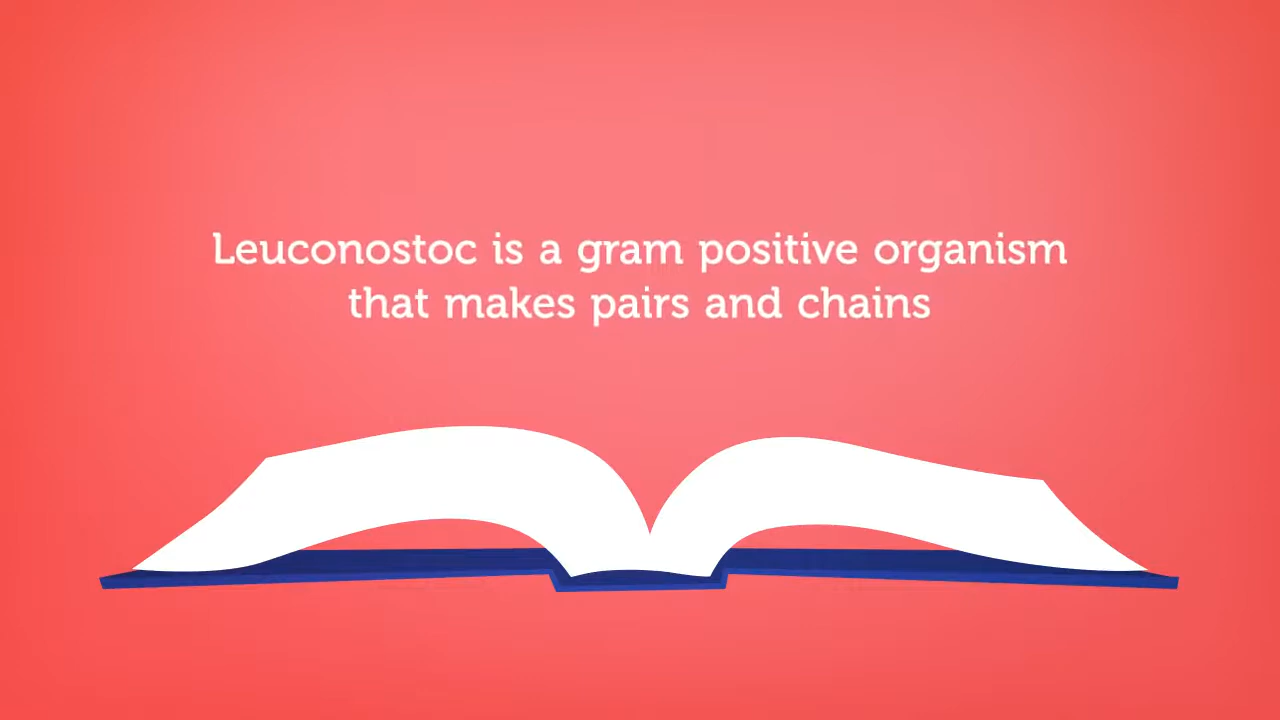 Leuconostoc is a gram positive organism
that makes pairs and chains